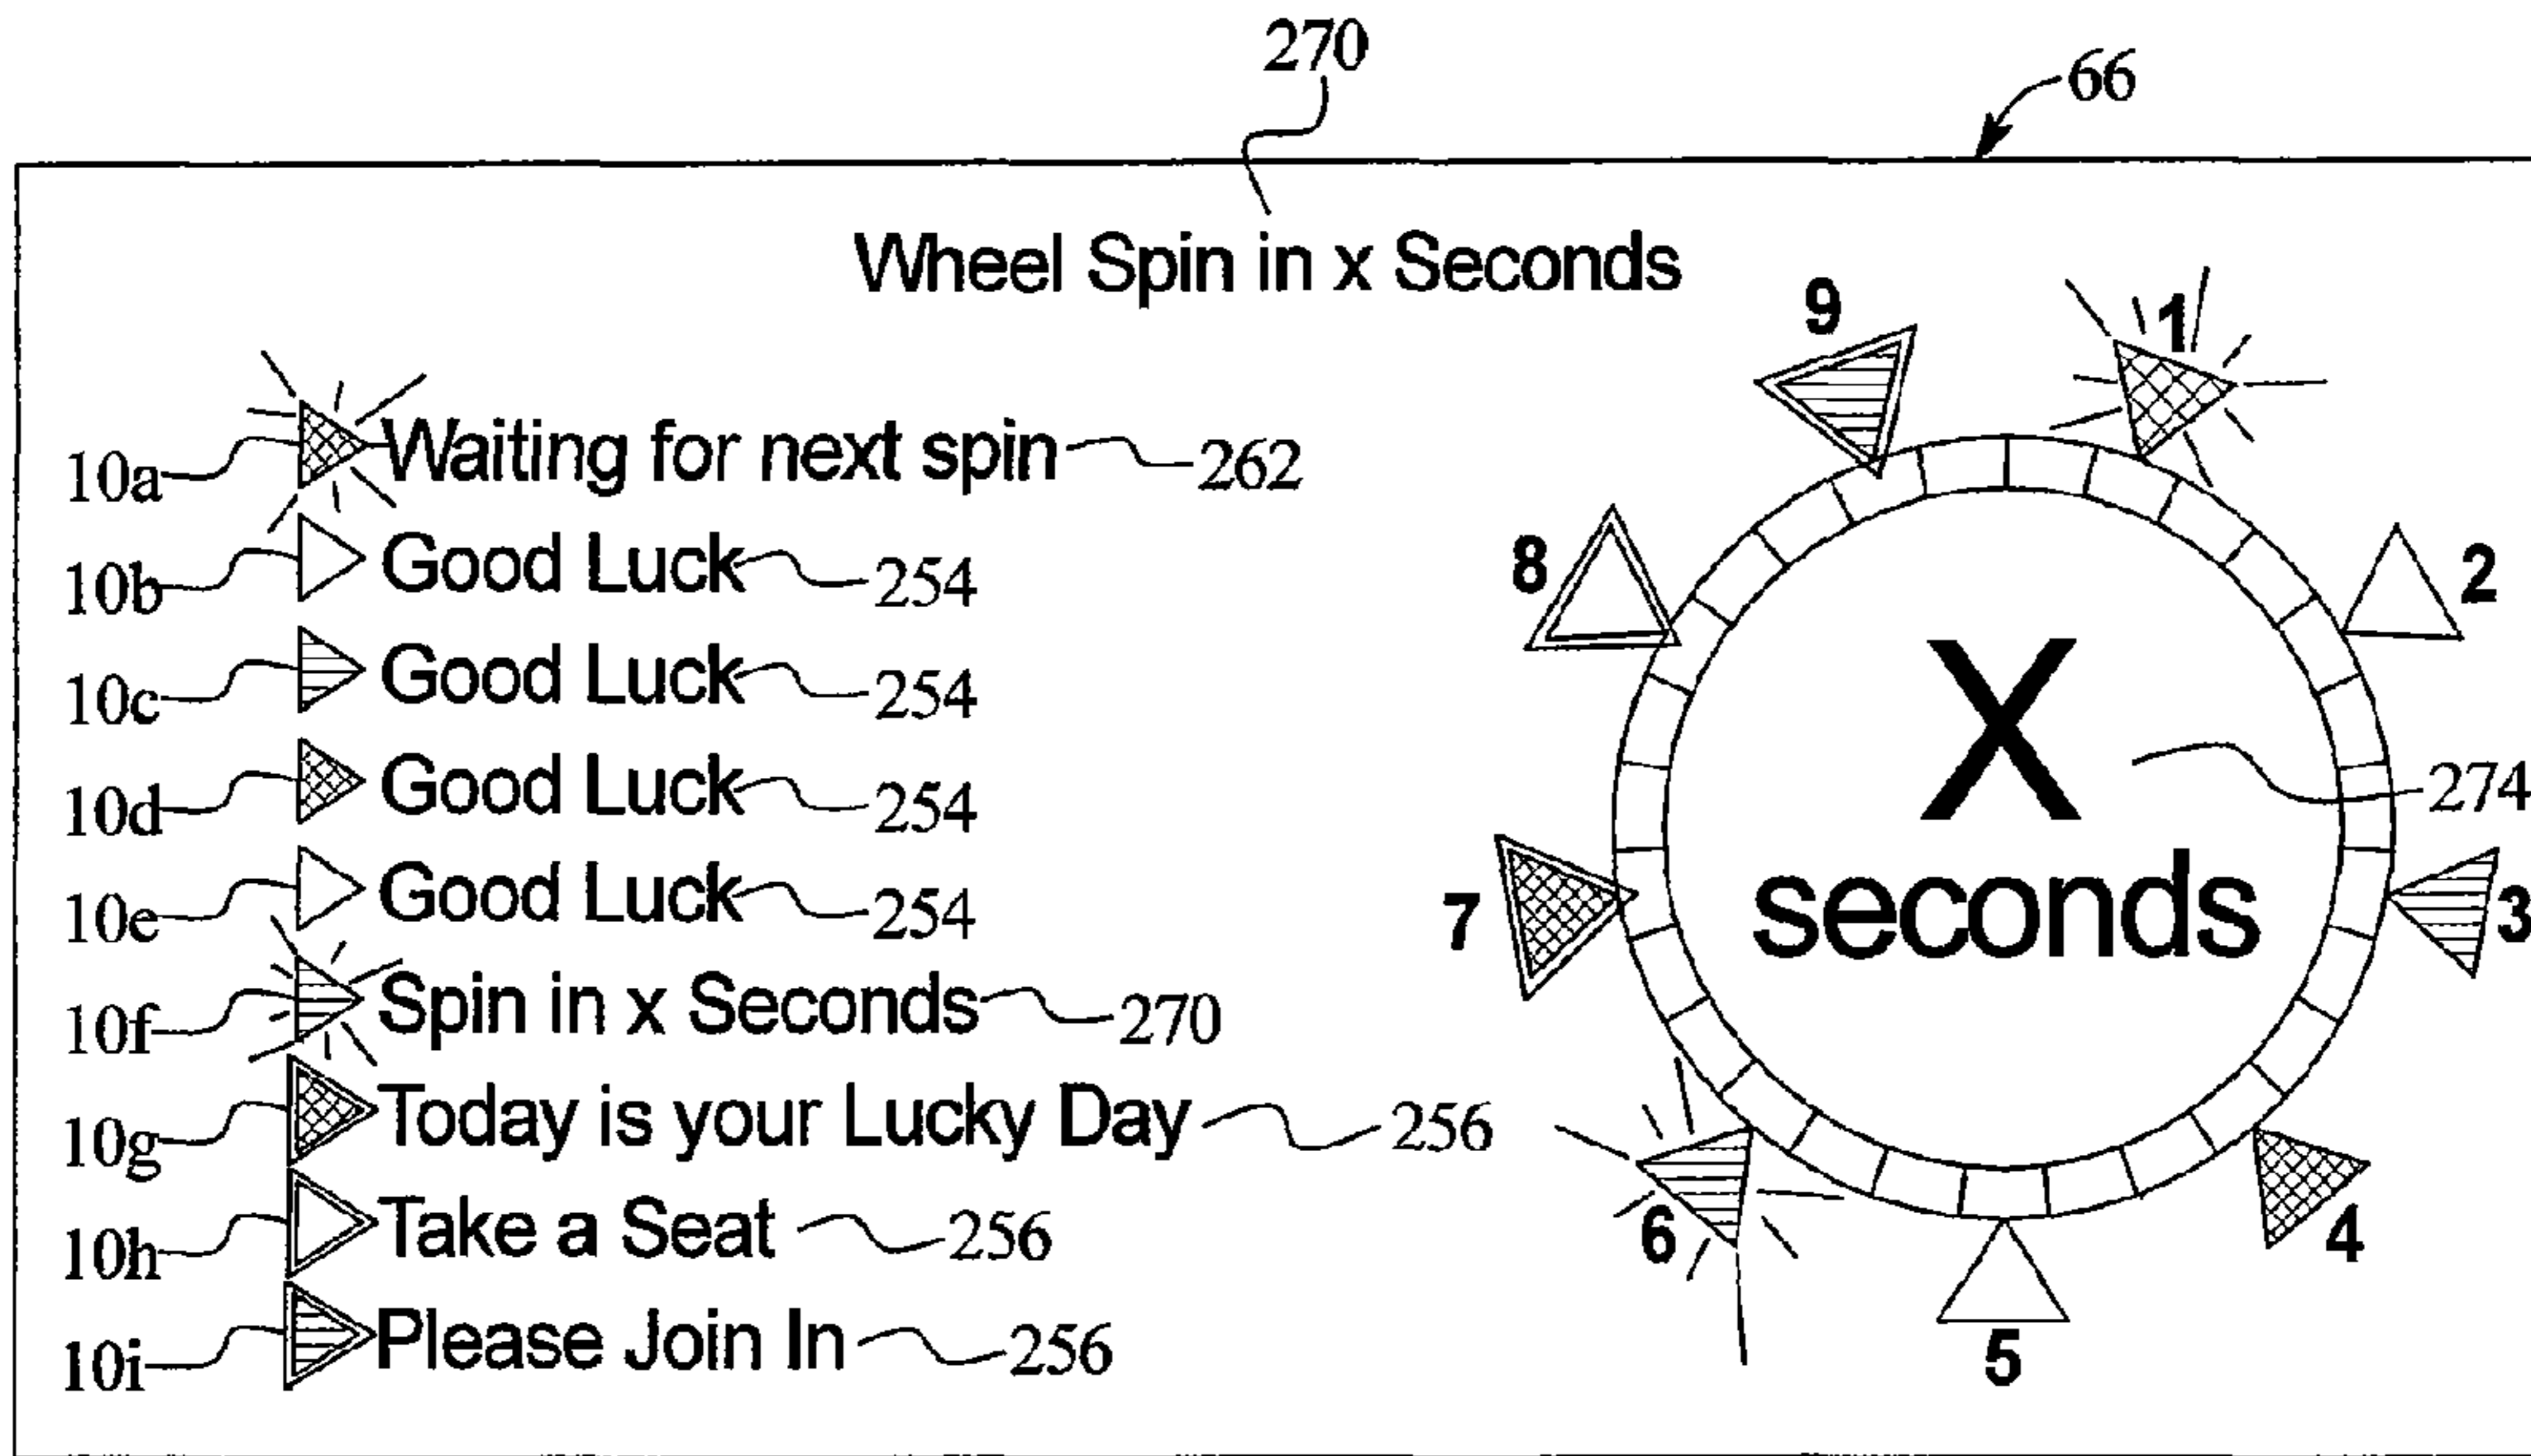 270
66
Wheel Spin in x Seconds
10a Waiting for next spin 262
10b Good Luck 254
10c Good Luck 254
10d Good Luck 254
10e Good Luck 254
10f Spin in x Seconds 270
10g Today is your Lucky Day 256
10h Take a Seat 256
10i Please Join In 256
9
1
8
2
X
274
seconds
7
3
6
4
5